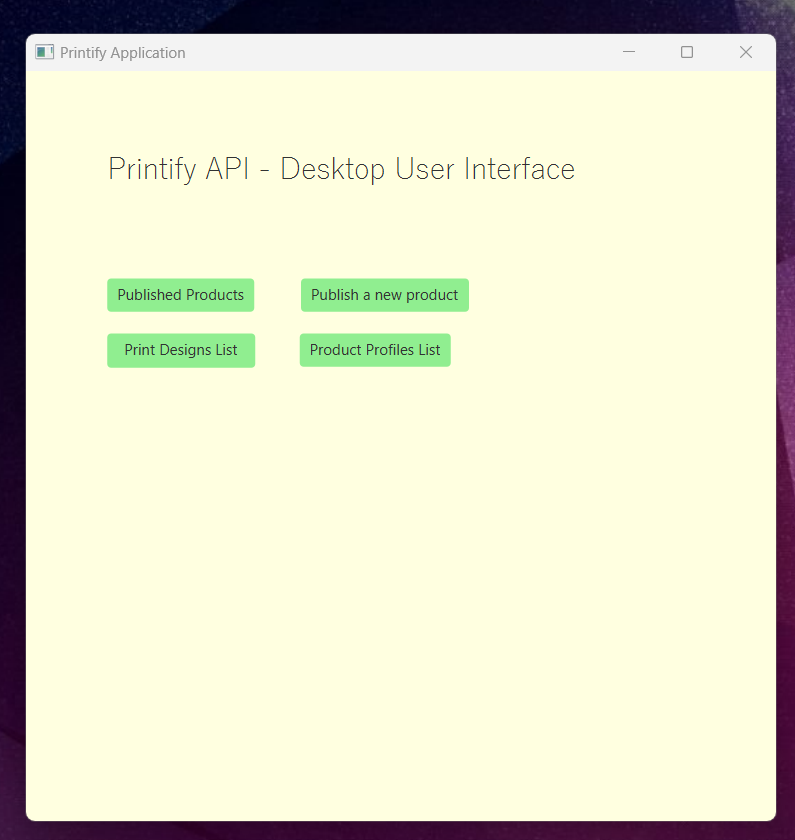 Printify Application
Printify API - Desktop User Interface
Published Products
Publish a new product
Print Designs List
Product Profiles List